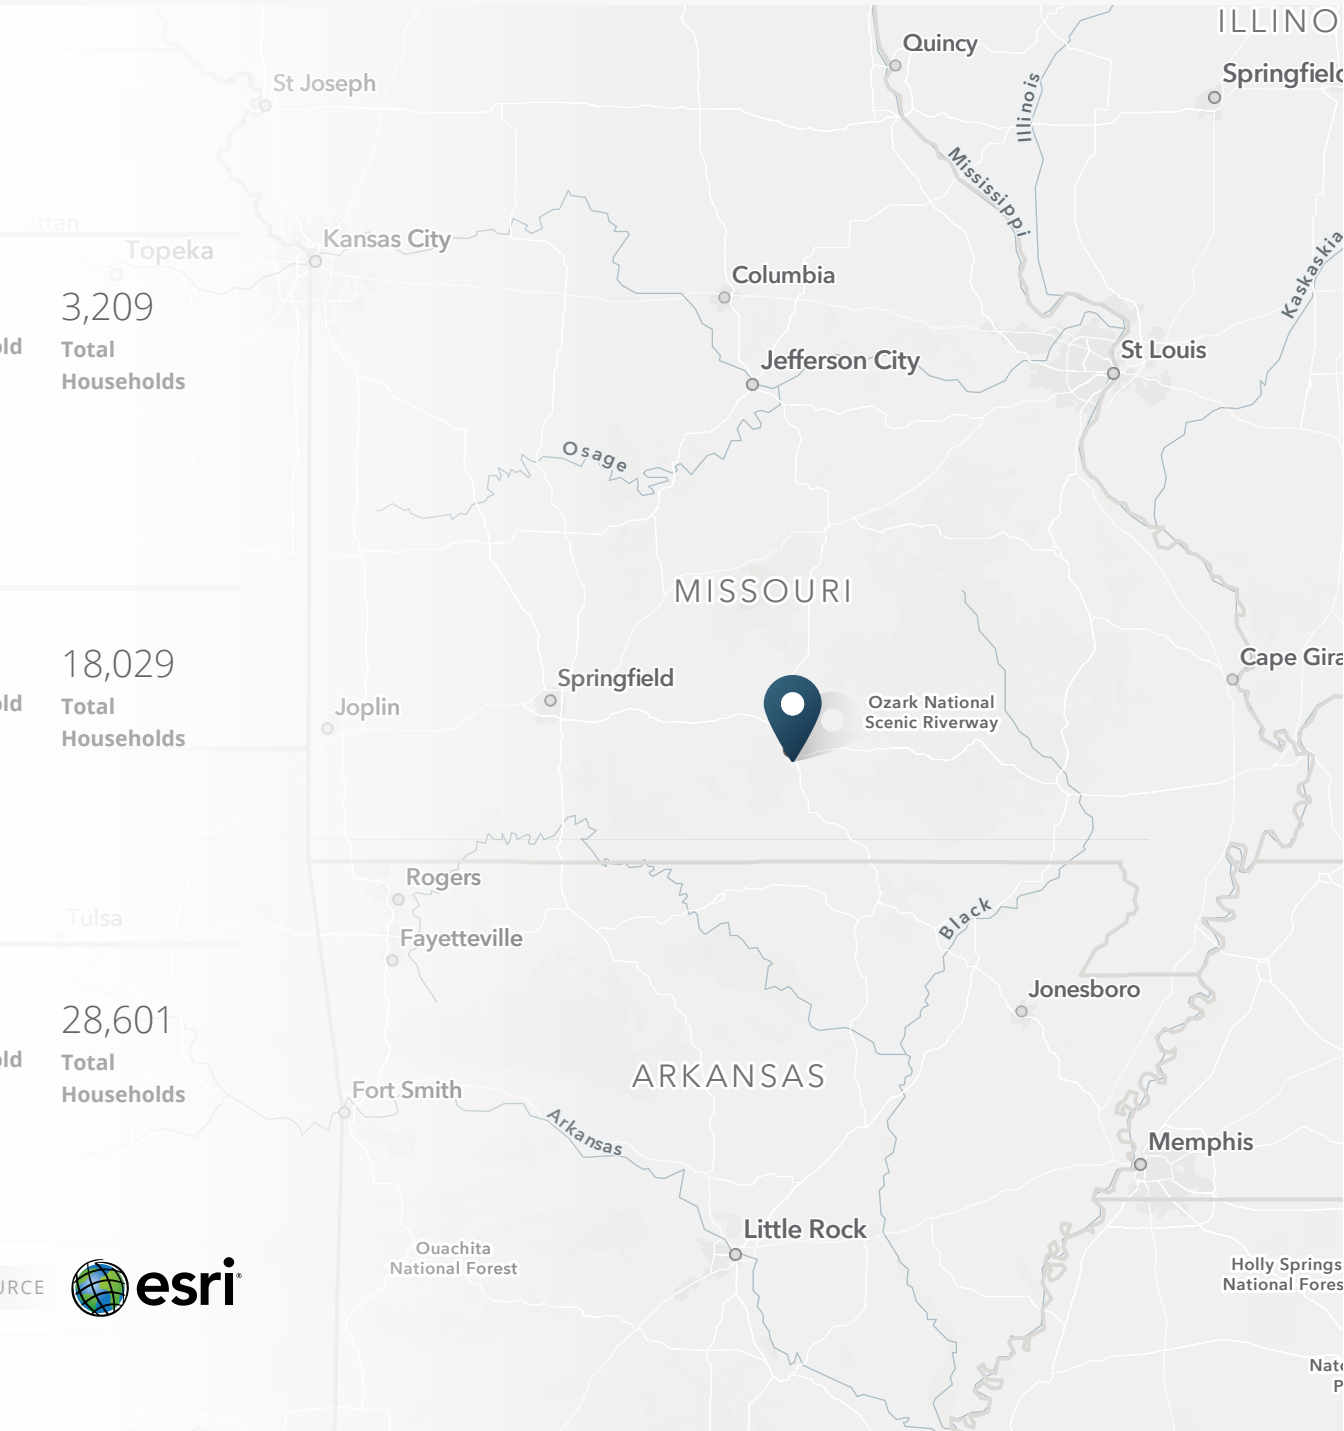 ILLINO
Quincy
Springfield
St Joseph
Illinois
Mississippi
Kansas City
Topeka
Kaskaskia
Columbia
3,209
Total
Households
St Louis
Jefferson City
Osage
MISSOURI
Cape Gira
18,029
Total
Households
Springfield
Joplin
Ozark National
Scenic Riverway
Rogers
Tulsa
Black
Fayetteville
Jonesboro
28,601
Total
Households
ARKANSAS
Fort Smith
Arkansas
Memphis
Little Rock
Ouachita
National Forest
Holly Springs
National Fores
URCE
esri
Natc
P